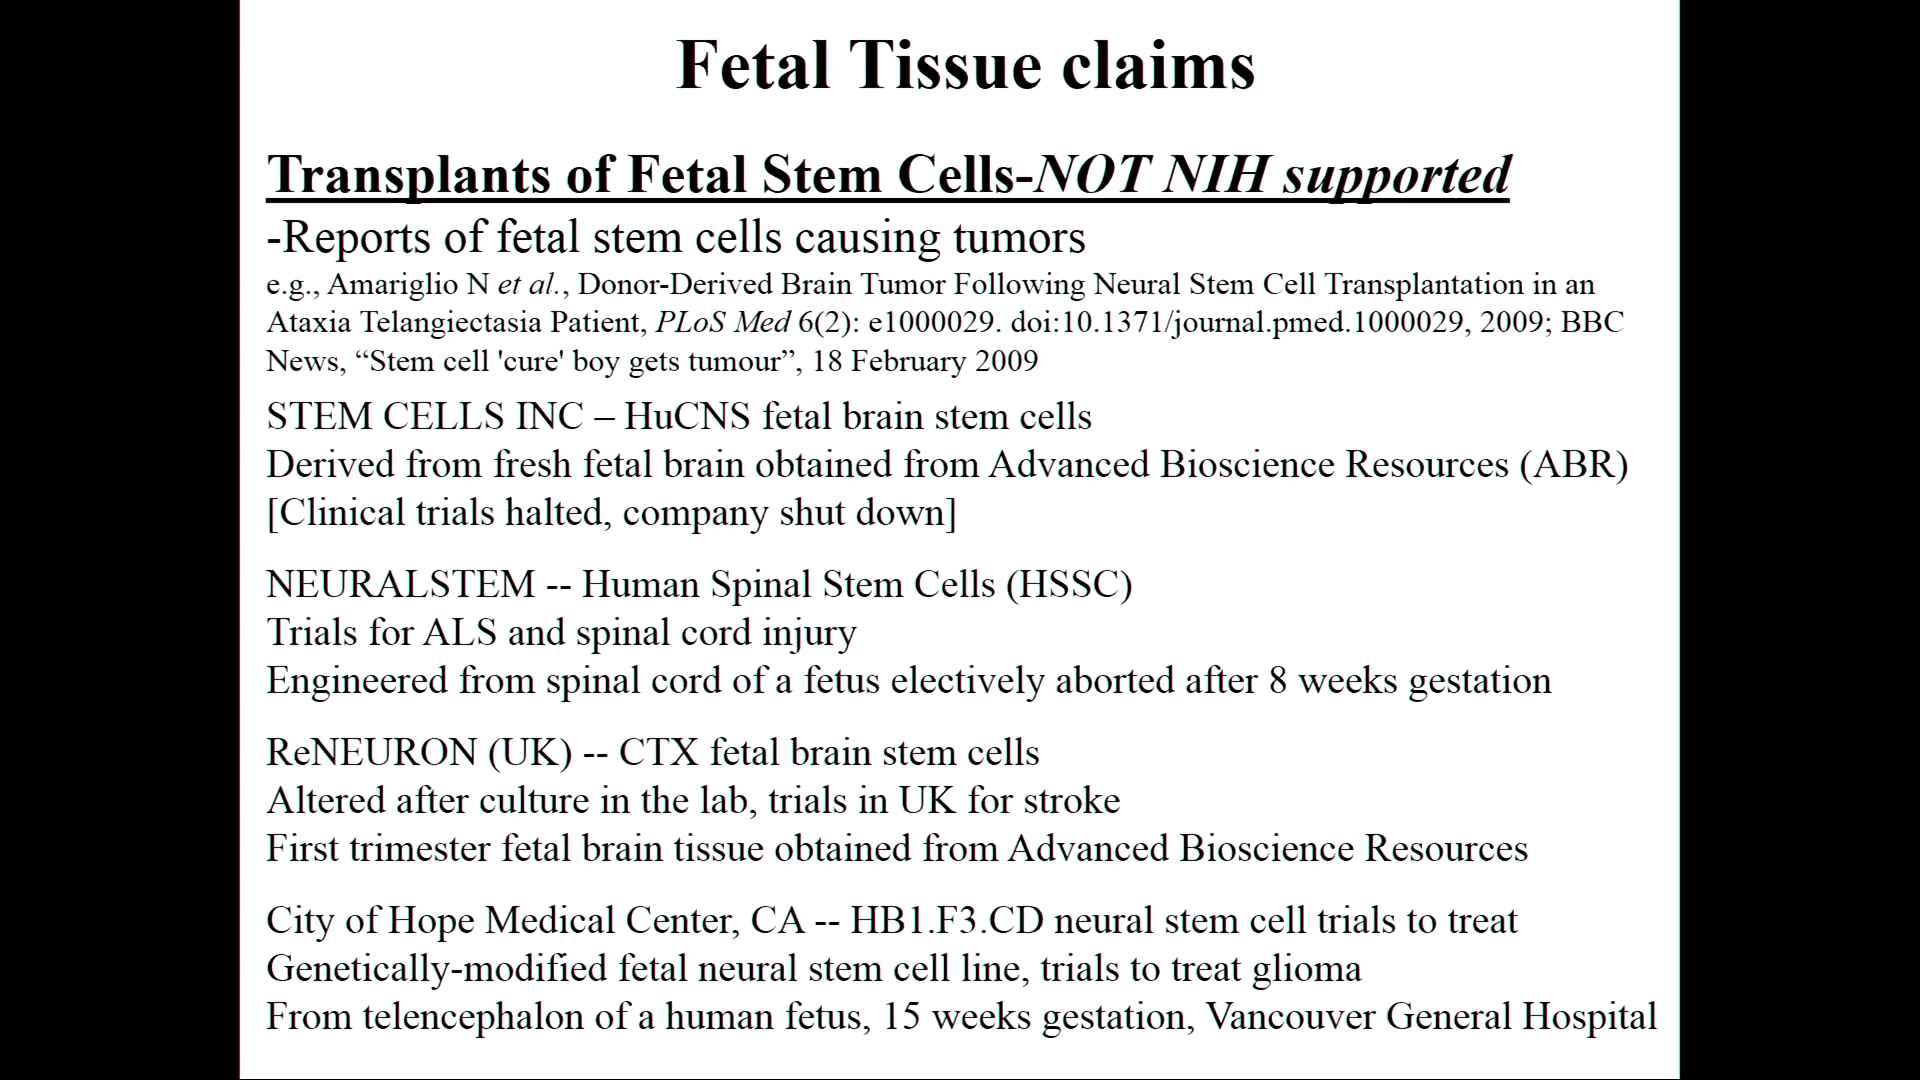 Fetal Tissue claims
Transplants of Fetal Stem Cells-NOT NIH supported
-Reports of fetal stem cells causing tumors
e.g., Amariglio N et al., Donor-Derived Brain Tumor Following Neural Stem Cell Transplantation in an
Ataxia Telangiectasia Patient, PLoS Med 6(2): e1000029. doi:10.1371/journal.pmed.1000029, 2009; BBC
News, “Stem cell 'cure' boy gets tumour”, 18 February 2009
STEM CELLS INC – HuCNS fetal brain stem cells
Derived from fresh fetal brain obtained from Advanced Bioscience Resources (ABR)
[Clinical trials halted, company shut down]
NEURALSTEM -- Human Spinal Stem Cells (HSSC)
Trials for ALS and spinal cord injury
Engineered from spinal cord of a fetus electively aborted after 8 weeks gestation
ReNEURON (UK) -- CTX fetal brain stem cells
Altered after culture in the lab, trials in UK for stroke
First trimester fetal brain tissue obtained from Advanced Bioscience Resources
City of Hope Medical Center, CA -- HB1.F3.CD neural stem cell trials to treat
Genetically-modified fetal neural stem cell line, trials to treat glioma
From telencephalon of a human fetus, 15 weeks gestation, Vancouver General Hospital